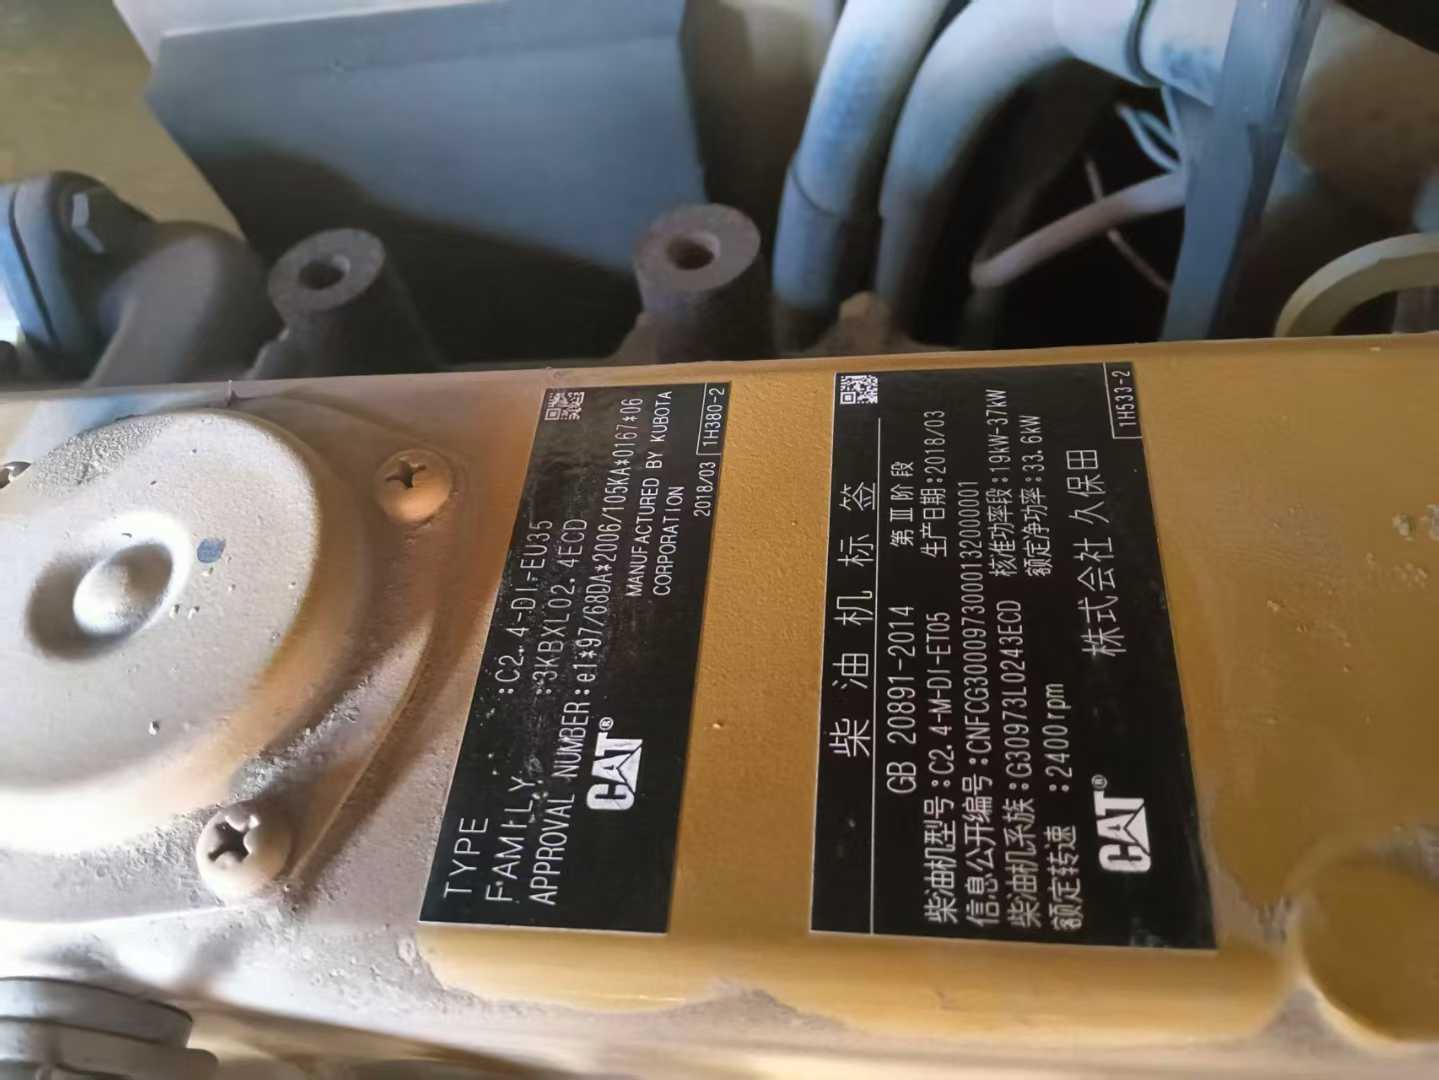 TYPE :C2.4-DI-EU35
FAMILY :3KBXL02.4ECD
APPROVAL NUMBER:e1*97/68DA*2006/105KA*0167*06
CAT®
MANUFACTURED BY KUBOTA
CORPORATION
2018/03
1H380-2
柴油机标签
GB 20891-2014 第Ⅲ阶段
柴油机型号:C2.4-M-DI-ET05 生产日期:2018/03
信息公开编号:CNFCG3000973000132000001
柴油机系族:G30973L0243ECD 核准功率段:19kW-37kW
额定转速 :2400rpm 额定净功率:33.6kW
CAT® 株式会社 久保田
1H533-2